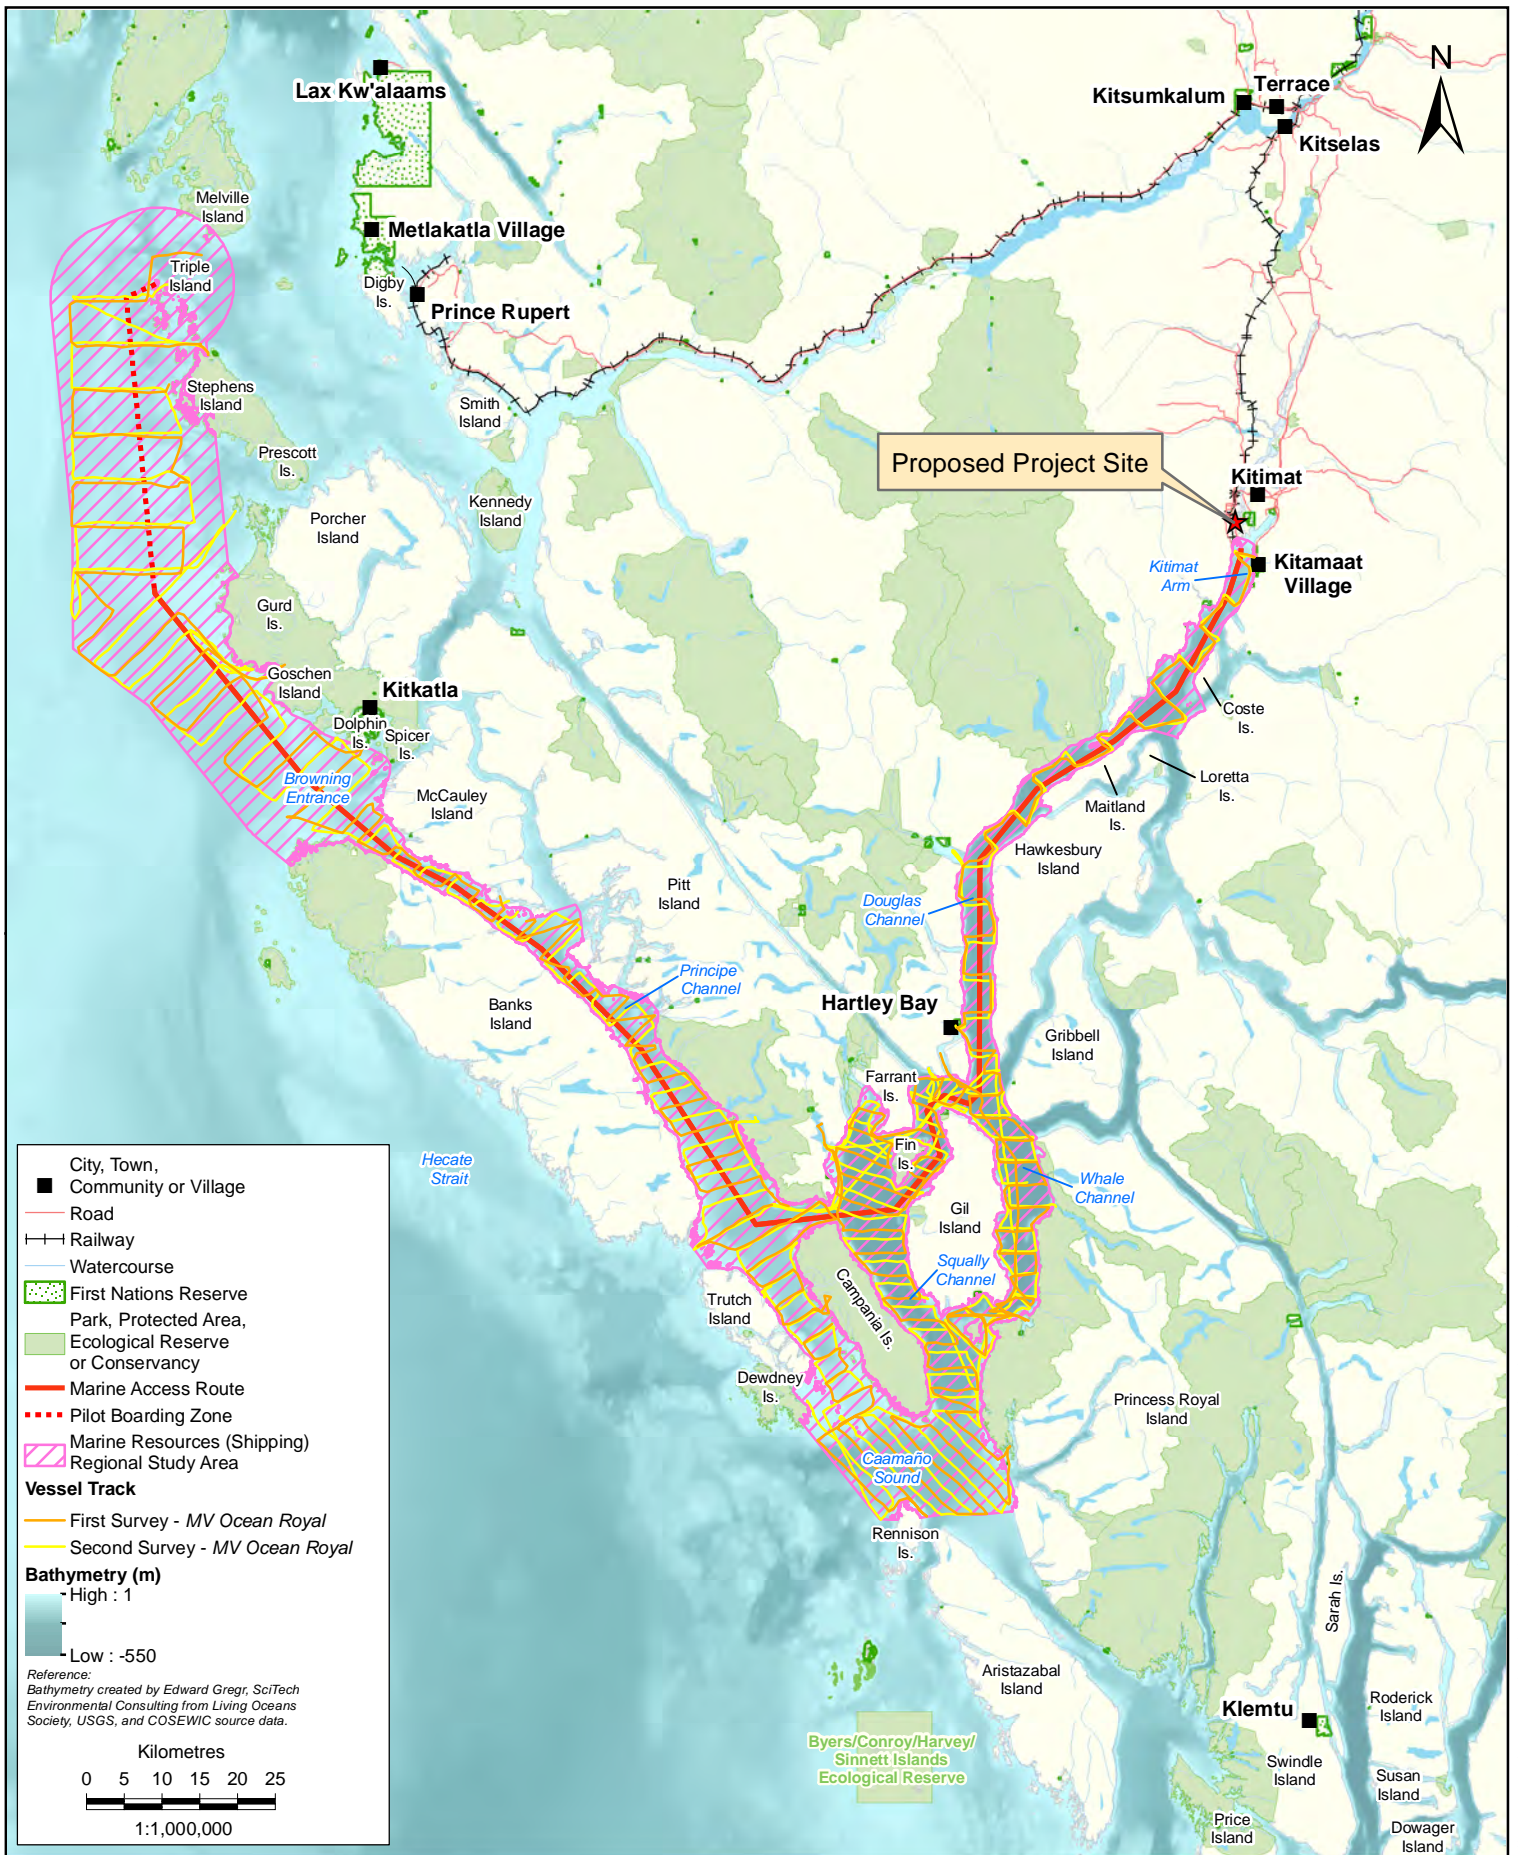 N
Lax Kw'alaams
Terrace
Kitsumkalum
Kitselas
Melville
Island
Metlakatla Village
Triple
Island
Digby
Is.
Prince Rupert
Stephens
Island
Smith
Island
Prescott
Is.
Proposed Project Site
Kitimat
Kennedy
Island
Porcher
Island
Kitimat
Arm
Kitamaat
Village
Gurd
Is.
Goschen
Island
Kitkatla
Dolphin
Is.
Spicer
Is.
Coste
Is.
Browning
Entrance
McCauley
Island
Loretta
Is.
Maitland
Is.
Hawkesbury
Island
Pitt
Island
Douglas
Channel
Principe
Channel
Banks
Island
Hartley Bay
Gribbell
Island
Farrant
Is.
Fin
Is.
Hecate
Strait
Whale
Channel
Gil
Island
Squally
Channel
Campania Is.
Trutch
Island
Dewdney
Is.
Princess Royal
Island
Caamaño
Sound
Rennison
Is.
Sarah Is.
Aristazabal
Island
Klemtu
Roderick
Island
Byers/Conroy/Harvey/
Sinnett Islands
Ecological Reserve
Swindle
Island
Susan
Island
Price
Island
Dowager
Island
City, Town,
Community or Village
Road
Railway
Watercourse
First Nations Reserve
Park, Protected Area,
Ecological Reserve
or Conservancy
Marine Access Route
Pilot Boarding Zone
Marine Resources (Shipping)
Regional Study Area
Vessel Track
First Survey - MV Ocean Royal
Second Survey - MV Ocean Royal
Bathymetry (m)
High : 1
Low : -550
Reference:
Bathymetry created by Edward Gregr, SciTech
Environmental Consulting from Living Oceans
Society, USGS, and COSEWIC source data.
Kilometres
0 5 10 15 20 25
1:1,000,000